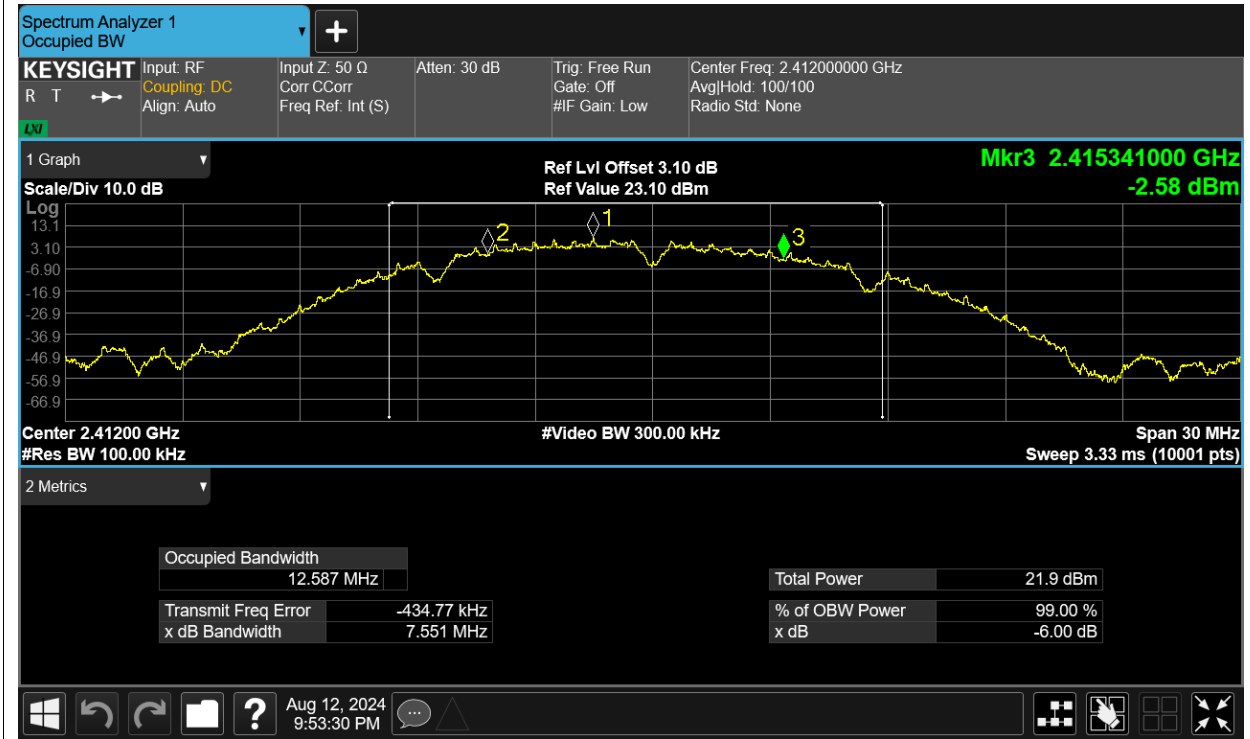 Spectrum Analyzer 1
Occupied BW
KEYSIGHT
R T
LXI
Input: RF
Coupling: DC
Align: Auto
Input Z: 50 Ω
Corr CCorr
Freq Ref: Int (S)
Atten: 30 dB
Trig: Free Run
Gate: Off
#IF Gain: Low
Center Freq: 2.412000000 GHz
Avg|Hold: 100/100
Radio Std: None
1 Graph
Scale/Div 10.0 dB
Ref Lvl Offset 3.10 dB
Ref Value 23.10 dBm
Mkr3 2.415341000 GHz
-2.58 dBm
Log
13.1
3.10
-6.90
-16.9
-26.9
-36.9
-46.9
-56.9
-66.9
2
1
3
Center 2.41200 GHz
#Video BW 300.00 kHz
Span 30 MHz
#Res BW 100.00 kHz
Sweep 3.33 ms (10001 pts)
2 Metrics
Occupied Bandwidth
12.587 MHz
Transmit Freq Error -434.77 kHz
x dB Bandwidth 7.551 MHz
Total Power 21.9 dBm
% of OBW Power 99.00 %
x dB -6.00 dB
?
Aug 12, 2024
9:53:30 PM